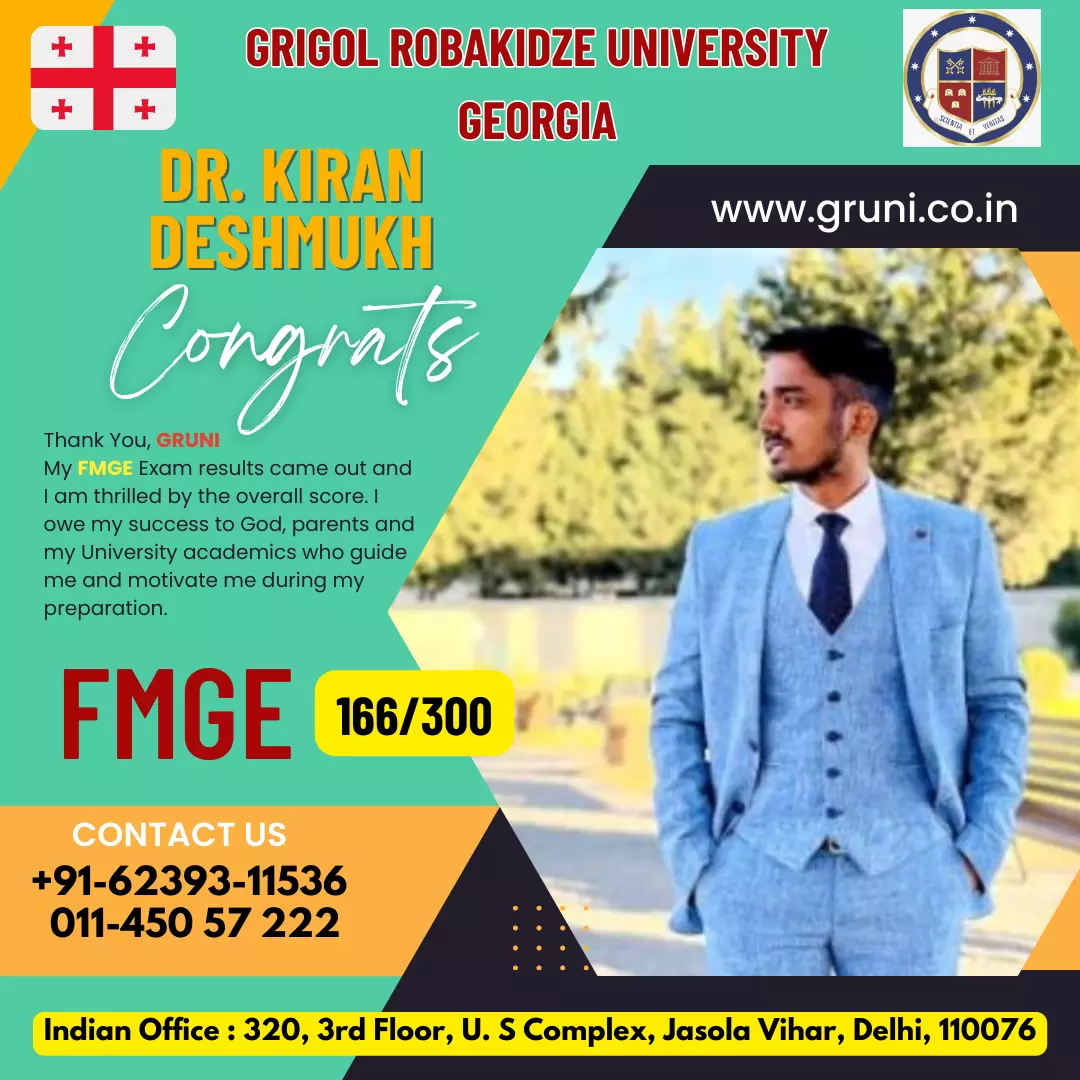 GRIGOL ROBAKIDZE UNIVERSITY
GEORGIA
SCIENTIA ET VERITAS
DR. KIRAN
DESHMUKH
Congrats
www.gruni.co.in
Thank You, GRUNI
My FMGE Exam results came out and
I am thrilled by the overall score. I
owe my success to God, parents and
my University academics who guide
me and motivate me during my
preparation.
FMGE
166/300
CONTACT US
+91-62393-11536
011-450 57 222
Indian Office : 320, 3rd Floor, U. S Complex, Jasola Vihar, Delhi, 110076